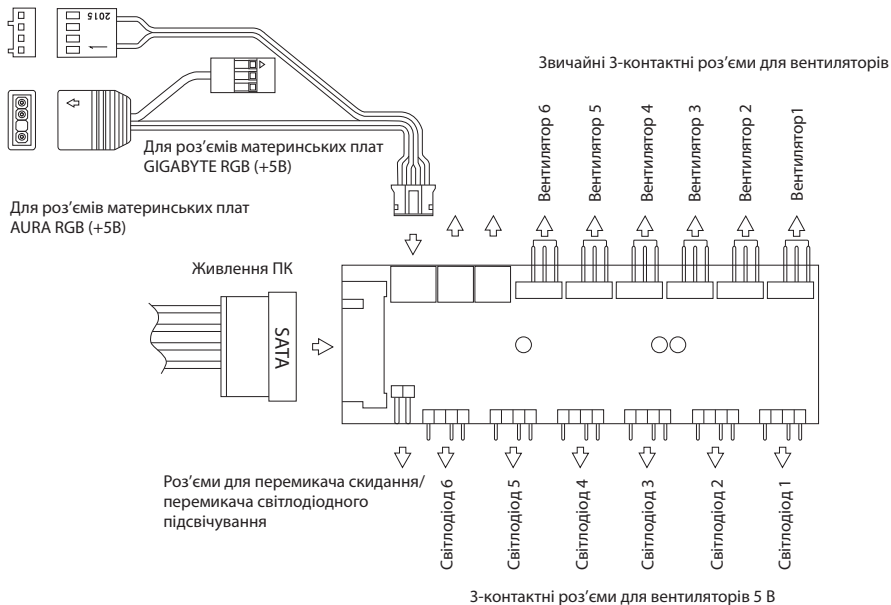 2015
Звичайні 3-контактні роз’єми для вентиляторів
Для роз’ємів материнських плат
GIGABYTE RGB (+5В)
Для роз’ємів материнських плат
AURA RGB (+5В)
Вентилятор 6
Вентилятор 5
Вентилятор 4
Вентилятор 3
Вентилятор 2
Вентилятор1
Живлення ПК
SATA
Роз’єми для перемикача скидання/
перемикача світлодіодного
підсвічування
Світлодіод 6
Світлодіод 5
Світлодіод 4
Світлодіод 3
Світлодіод 2
Світлодіод 1
3-контактні роз’єми для вентиляторів 5 В